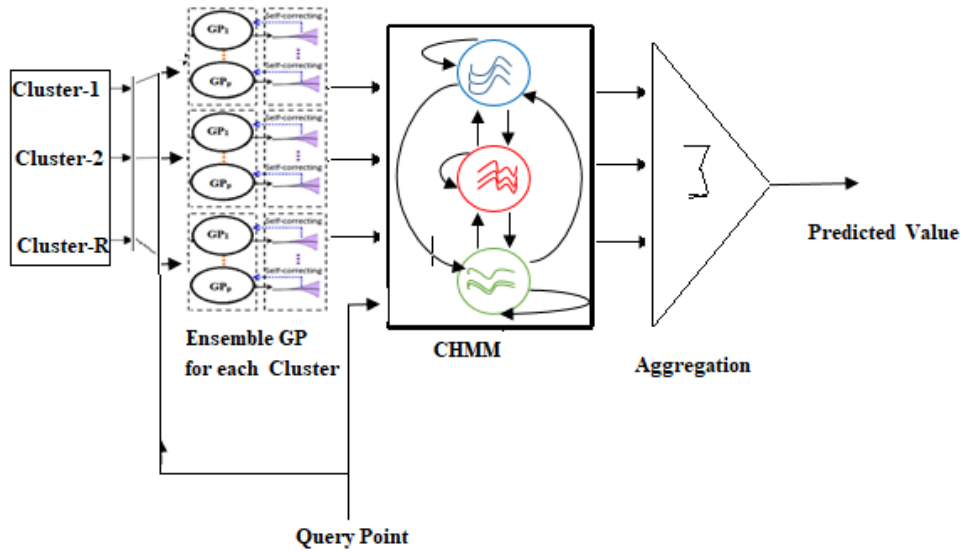 Self-correcting
GP1
Self-correcting
GPp
Cluster-1
Self-correcting
GP1
Cluster-2
Self-correcting
GPp
Self-correcting
GP1
Cluster-R
Self-correcting
GPp
Σ
Predicted Value
Ensemble GP
for each Cluster
CHMM
Aggregation
Query Point